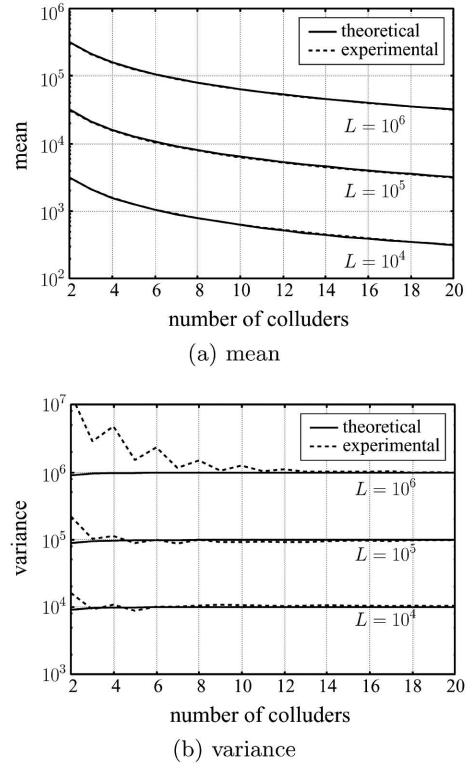 10^6
theoretical
experimental
10^5
L = 10^6
10^4
mean
L = 10^5
10^3
L = 10^4
10^2
2 4 6 8 10 12 14 16 18 20
number of colluders
(a) mean
10^7
theoretical
experimental
10^6
L = 10^6
10^5
variance
L = 10^5
10^4
L = 10^4
10^3
2 4 6 8 10 12 14 16 18 20
number of colluders
(b) variance